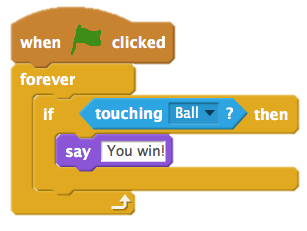 when clicked
forever
if touching Ball ? then
say You win!